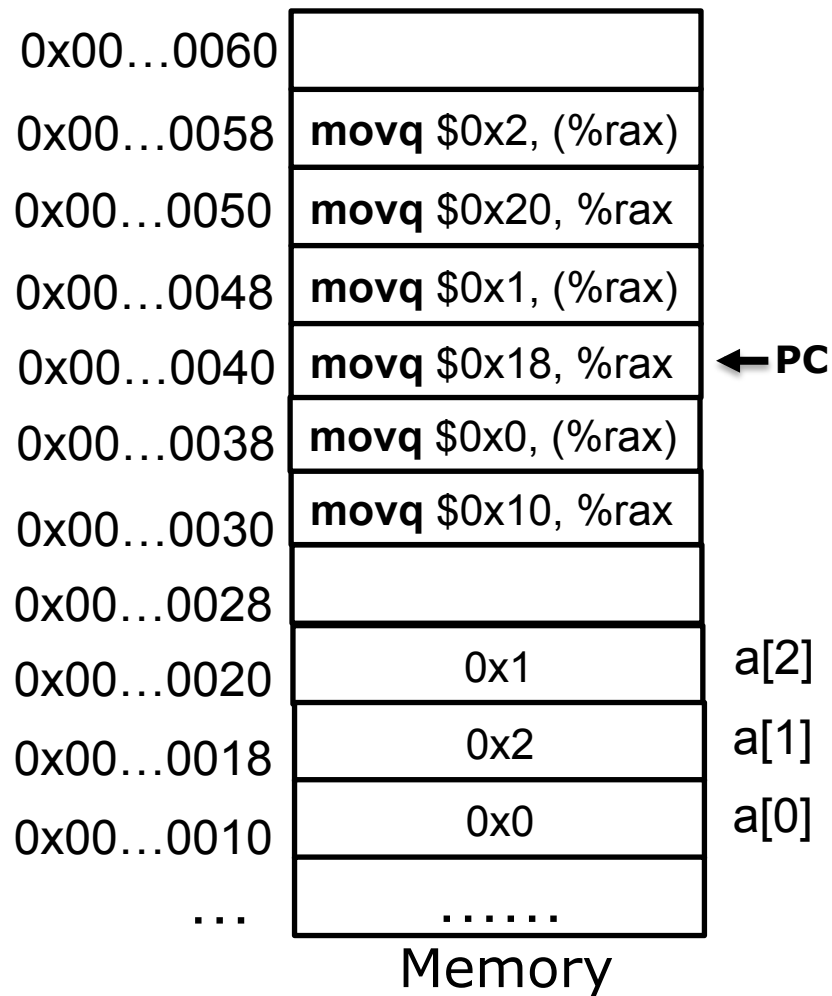 0x00…0060
0x00…0058 movq $0x2, (%rax)
0x00…0050 movq $0x20, %rax
0x00…0048 movq $0x1, (%rax)
0x00…0040 movq $0x18, %rax PC
0x00…0038 movq $0x0, (%rax)
0x00…0030 movq $0x10, %rax
0x00…0028
0x00…0020 0x1 a[2]
0x00…0018 0x2 a[1]
0x00…0010 0x0 a[0]
… ……
Memory